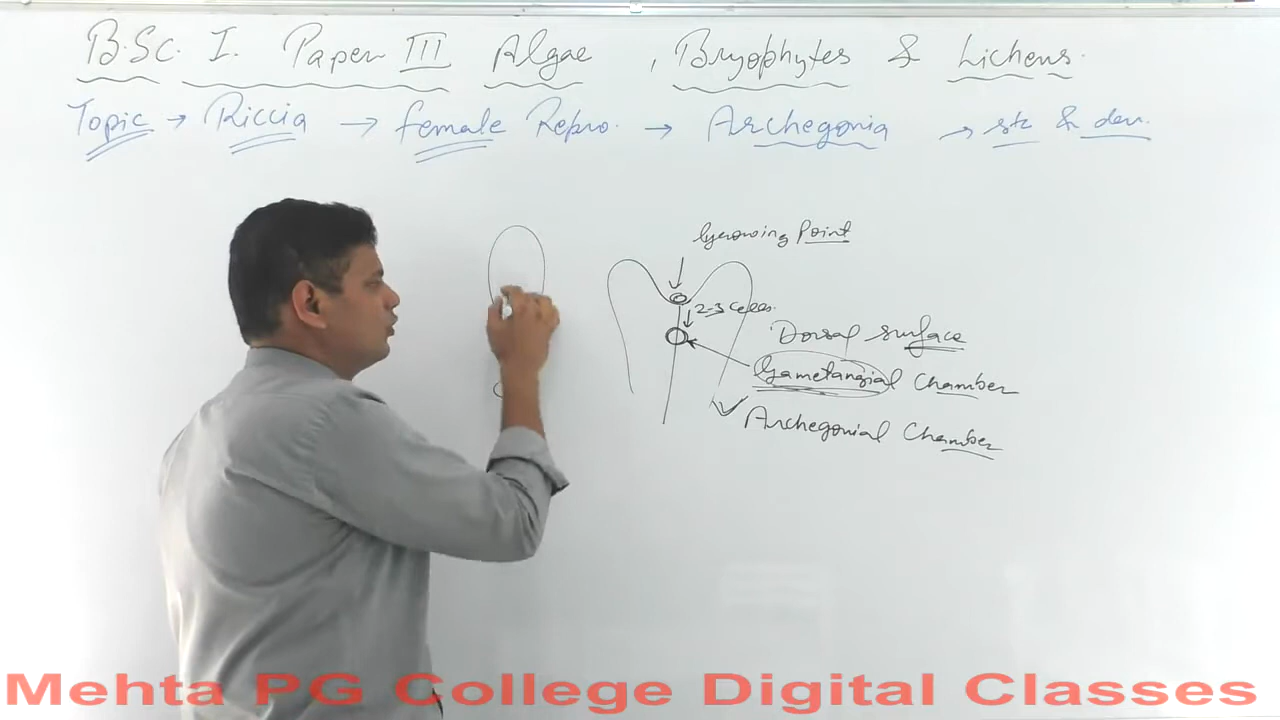 B.Sc. I. Paper III Algae, Bryophytes & Lichens.
Topic → Riccia → female Repro. → Archegonia → str & dev.
Growing Point
2-3 Cells.
Dorsal surface
Gametangial Chamber
Archegonial Chamber
Mehta PG College Digital Classes